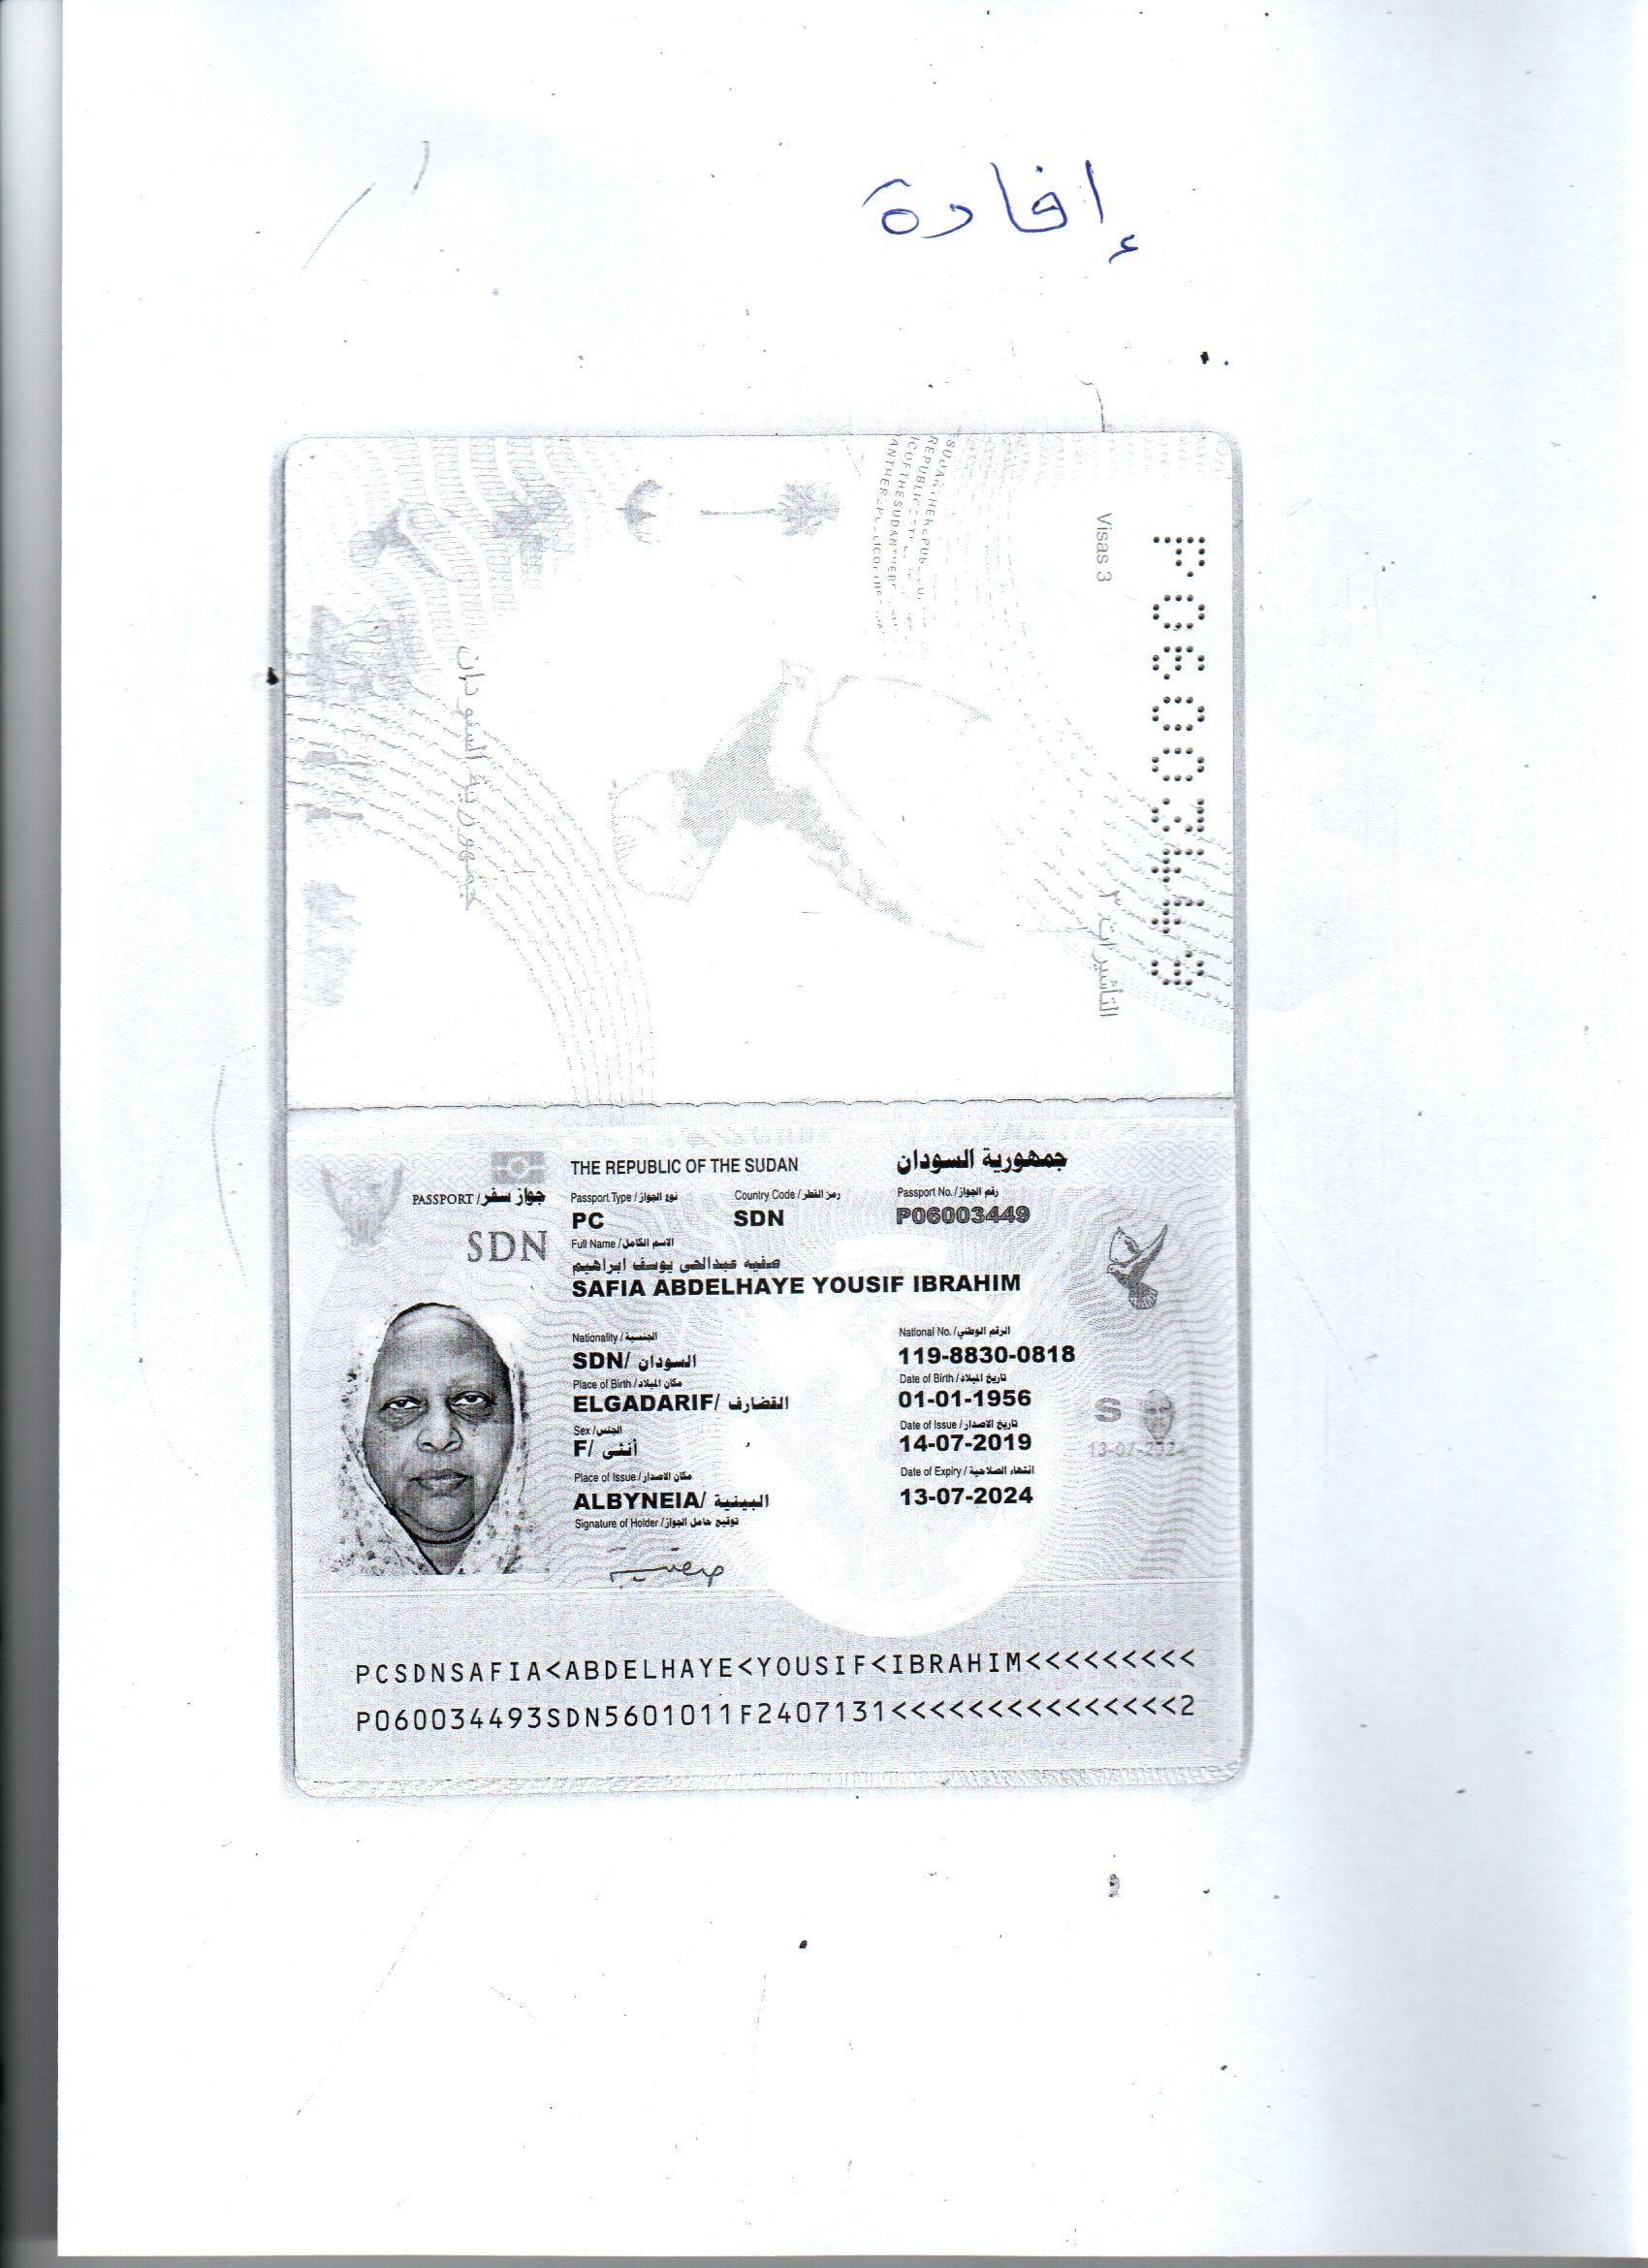 إفادة
SUDANTHEREPUBL
Visas 3
P06003449
جمهورية السودان
التأشيرات ٣
THE REPUBLIC OF THE SUDAN جمهورية السودان
PASSPORT / جواز سفر
Passport Type / نوع الجواز Country Code / رمز القطر Passport No. / رقم الجواز
PC SDN P06003449
SDN
Full Name / الاسم الكامل
صفيه عبدالحى يوسف ابراهيم
SAFIA ABDELHAYE YOUSIF IBRAHIM
Nationality / الجنسية National No. / الرقم الوطني
SDN/ السودان 119-8830-0818
Place of Birth / مكان الميلاد Date of Birth / تاريخ الميلاد
ELGADARIF/ القضارف 01-01-1956
Sex / الجنس Date of Issue / تاريخ الاصدار
F/ أنثى 14-07-2019
S
Place of Issue / مكان الاصدار Date of Expiry / انتهاء الصلاحية
ALBYNEIA/ البينية 13-07-2024
Signature of Holder / توقيع حامل الجواز
صفية
PCSDNSAFIA<ABDELHAYE<YOUSIF<IBRAHIM<<<<<<<<<
P060034493SDN5601011F2407131<<<<<<<<<<<<<<<2